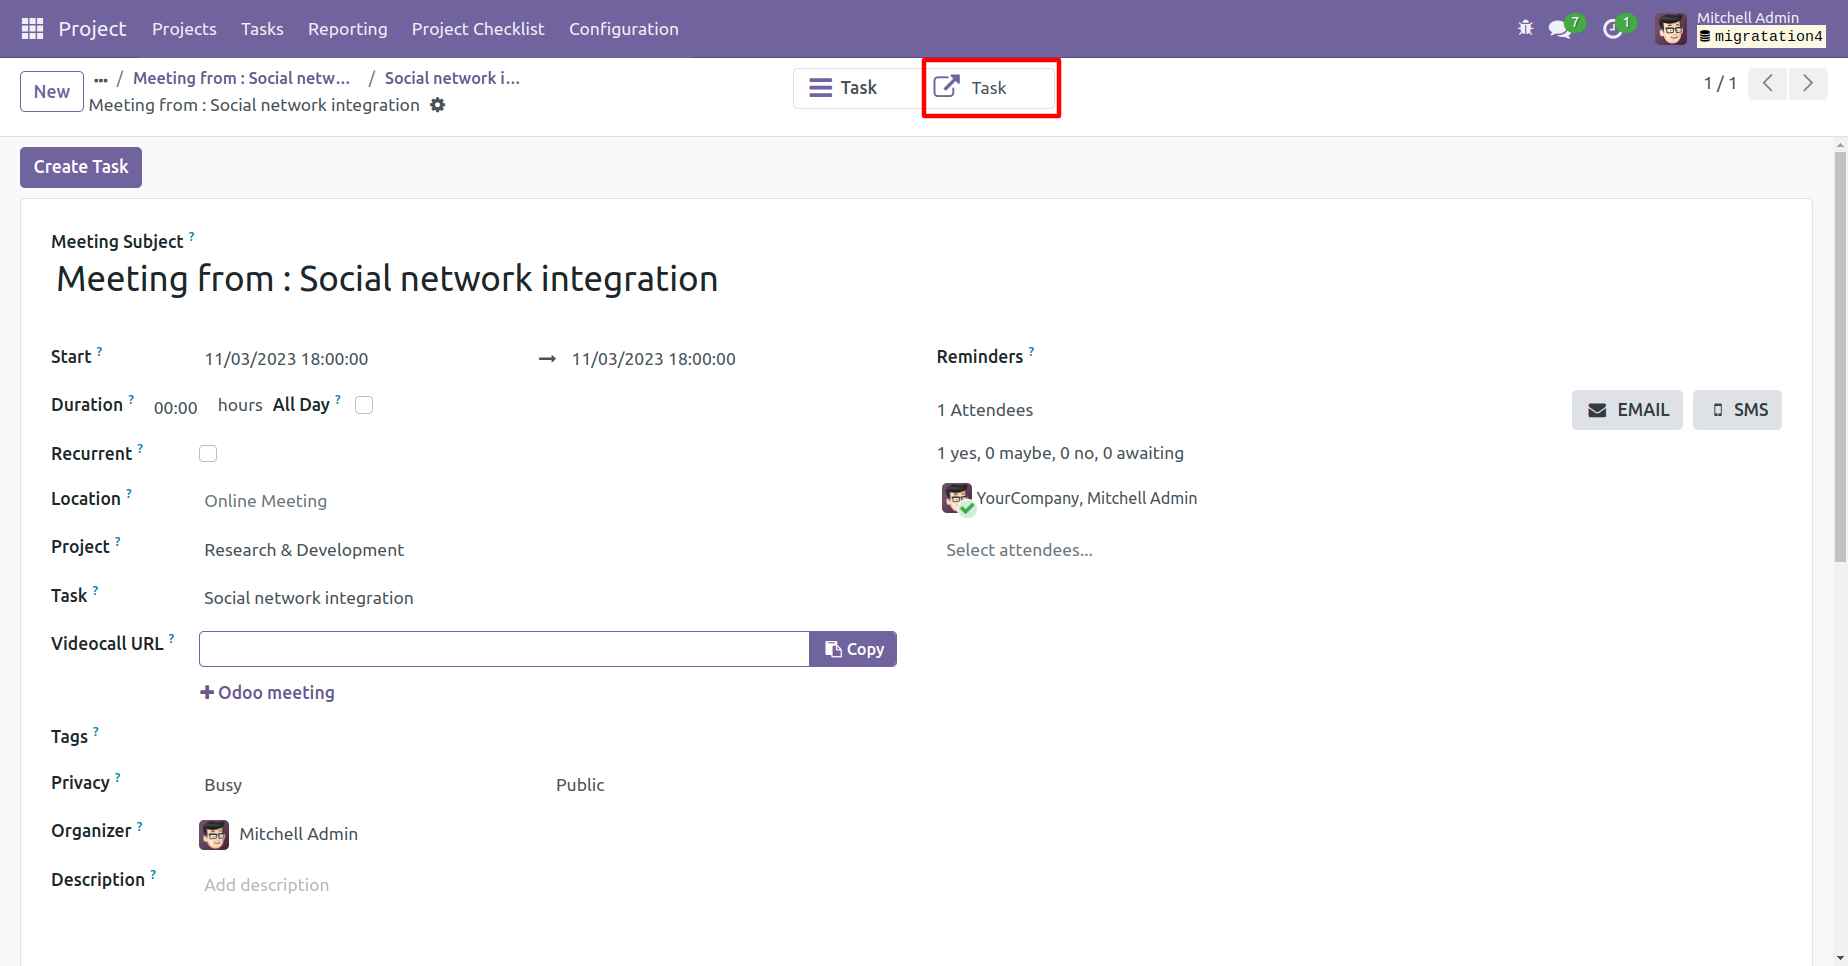 Project Projects Tasks Reporting Project Checklist Configuration 7 1 Mitchell Admin
migratation4
New ... / Meeting from : Social netw... / Social network i...
Meeting from : Social network integration
Task Task 1 / 1
Create Task
Meeting Subject ?
Meeting from : Social network integration
Start ? 11/03/2023 18:00:00 → 11/03/2023 18:00:00 Reminders ?
Duration ? 00:00 hours All Day ? 1 Attendees EMAIL SMS
Recurrent ? 1 yes, 0 maybe, 0 no, 0 awaiting
Location ? Online Meeting YourCompany, Mitchell Admin
Project ? Research & Development Select attendees...
Task ? Social network integration
Videocall URL ? Copy
+ Odoo meeting
Tags ?
Privacy ? Busy Public
Organizer ? Mitchell Admin
Description ? Add description